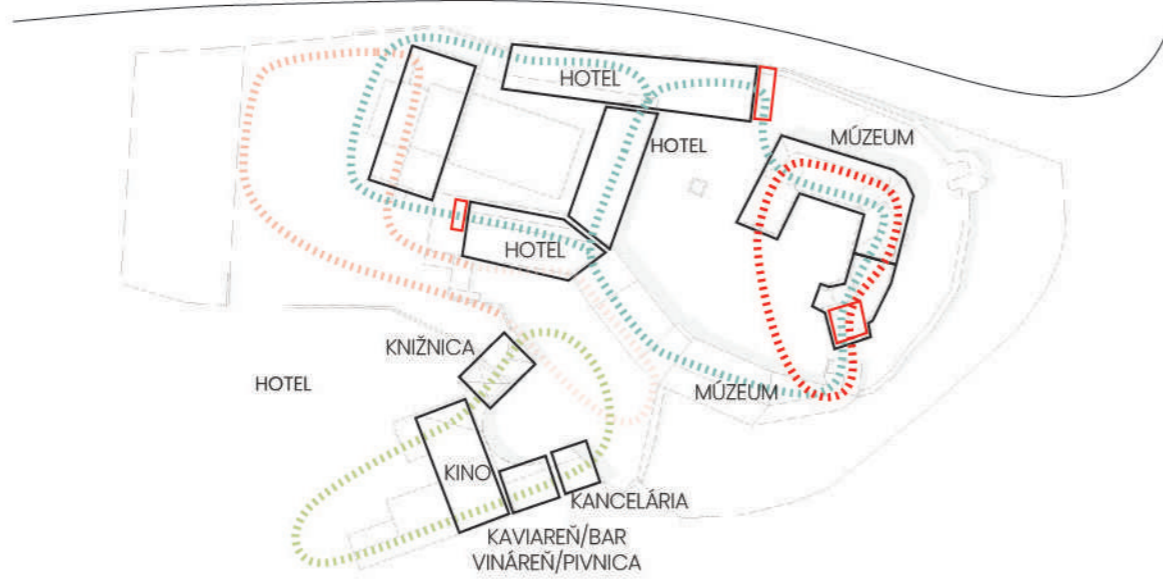 HOTEL
HOTEL
MÚZEUM
HOTEL
KNIŽNICA
HOTEL
MÚZEUM
KINO
KANCELÁRIA
KAVIAREŇ/BAR
VINÁREŇ/PIVNICA